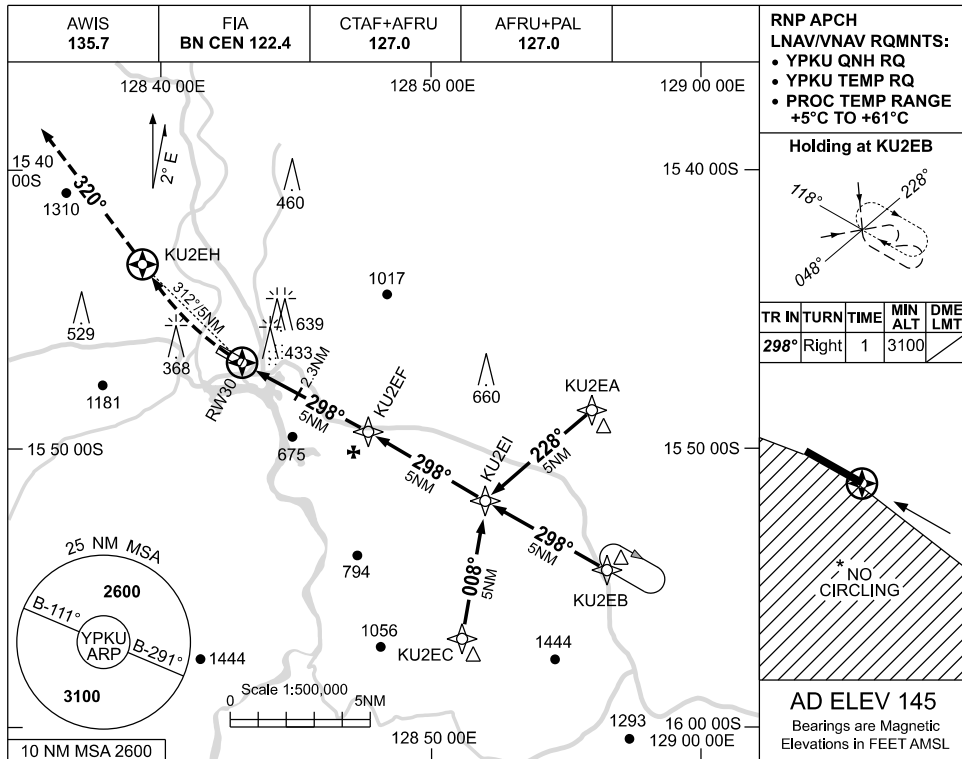 AWIS
135.7
FIA
BN CEN 122.4
CTAF+AFRU
127.0
AFRU+PAL
127.0
RNP APCH
LNAV/VNAV RQMNTS:
• YPKU QNH RQ
• YPKU TEMP RQ
• PROC TEMP RANGE
+5°C TO +61°C
128 40 00E
128 50 00E
129 00 00E
15 40
00S
15 40 00S
2° E
320°
1310
460
KU2EH
312°/5NM
1017
529
639
433
368
2.3NM
RW30
1181
298°
5NM
KU2EF
660
KU2EA
228°
5NM
KU2EI
15 50 00S
15 50 00S
675
298°
5NM
298°
5NM
KU2EB
794
008°
5NM
1056
KU2EC
1444
1444
1293
25 NM MSA
2600
B-111°
YPKU
ARP
B-291°
3100
10 NM MSA 2600
Scale 1:500,000
0
5NM
128 50 00E
16 00 00S
129 00 00E
Holding at KU2EB
118°
228°
048°
TR IN
TURN
TIME
MIN
ALT
DME
LMT
298°
Right
1
3100
* NO
CIRCLING
AD ELEV 145
Bearings are Magnetic
Elevations in FEET AMSL